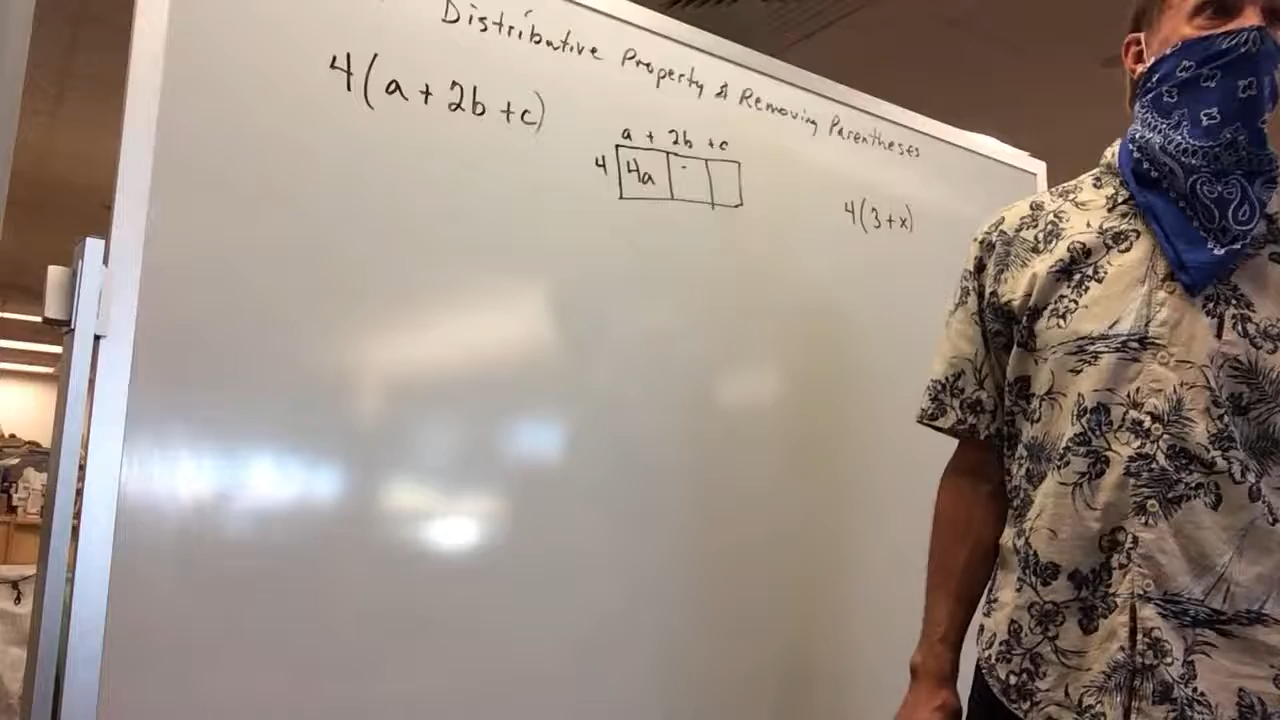 Distributive Property & Removing Parentheses
4(a + 2b + c)
a + 2b + c
4 4a
4(3+x)